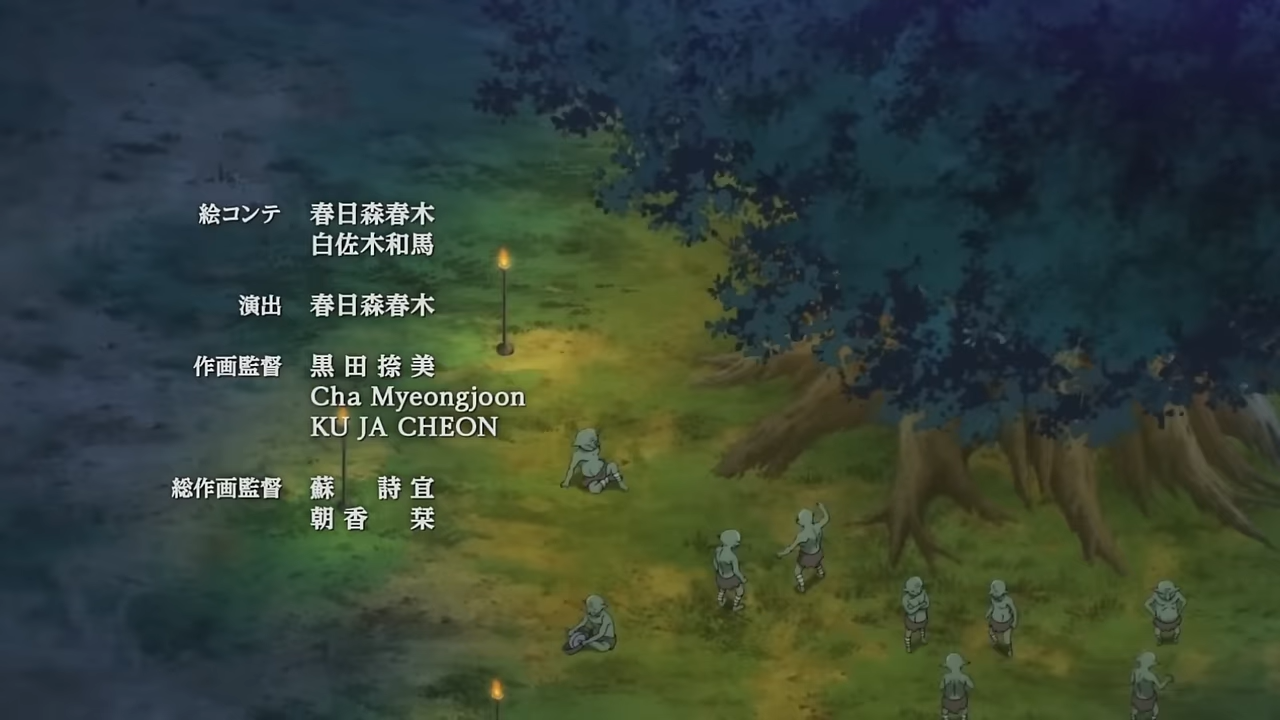 絵コンテ 春日森春木
白佐木和馬
演出 春日森春木
作画監督 黒田捺美
Cha Myeongjoon
KU JA CHEON
総作画監督 蘇 詩宜
朝香 栞